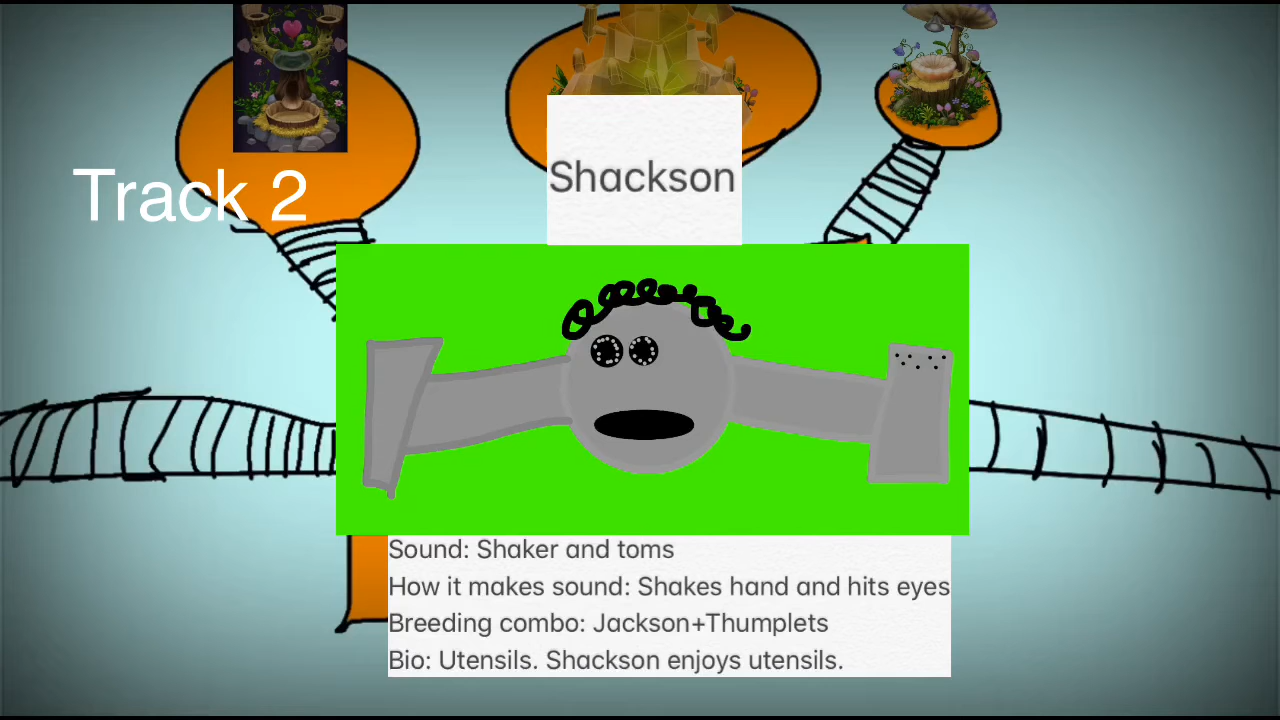 Track 2
Shackson
Sound: Shaker and toms
How it makes sound: Shakes hand and hits eyes
Breeding combo: Jackson+Thumplets
Bio: Utensils. Shackson enjoys utensils.